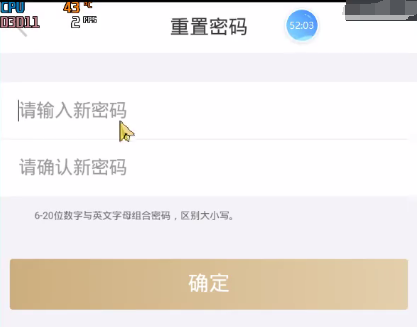 CPU 43 °C
D3D11 2 FPS
重置密码
52:03
请输入新密码
请确认新密码
6-20位数字与英文字母组合密码，区别大小写。
确定